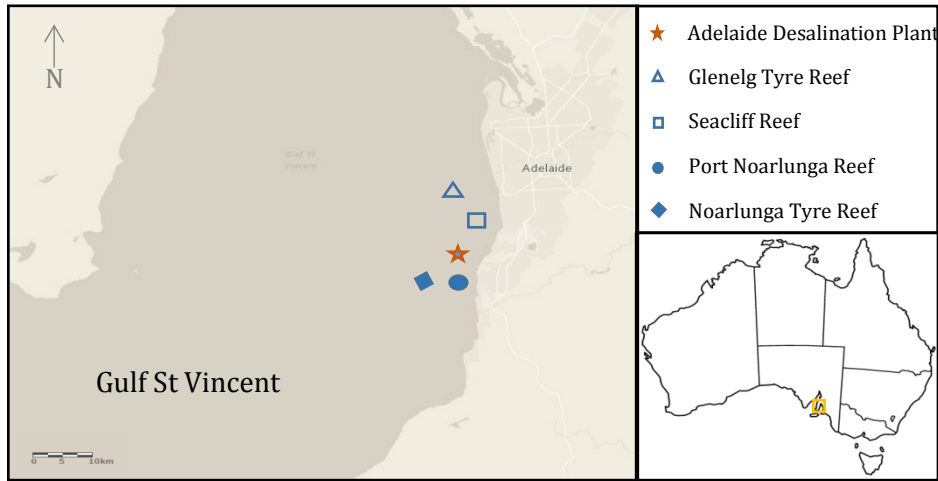 N
Gulf St
Vincent
Adelaide
Gulf St Vincent
0 5 10km
Adelaide Desalination Plant
Glenelg Tyre Reef
Seacliff Reef
Port Noarlunga Reef
Noarlunga Tyre Reef